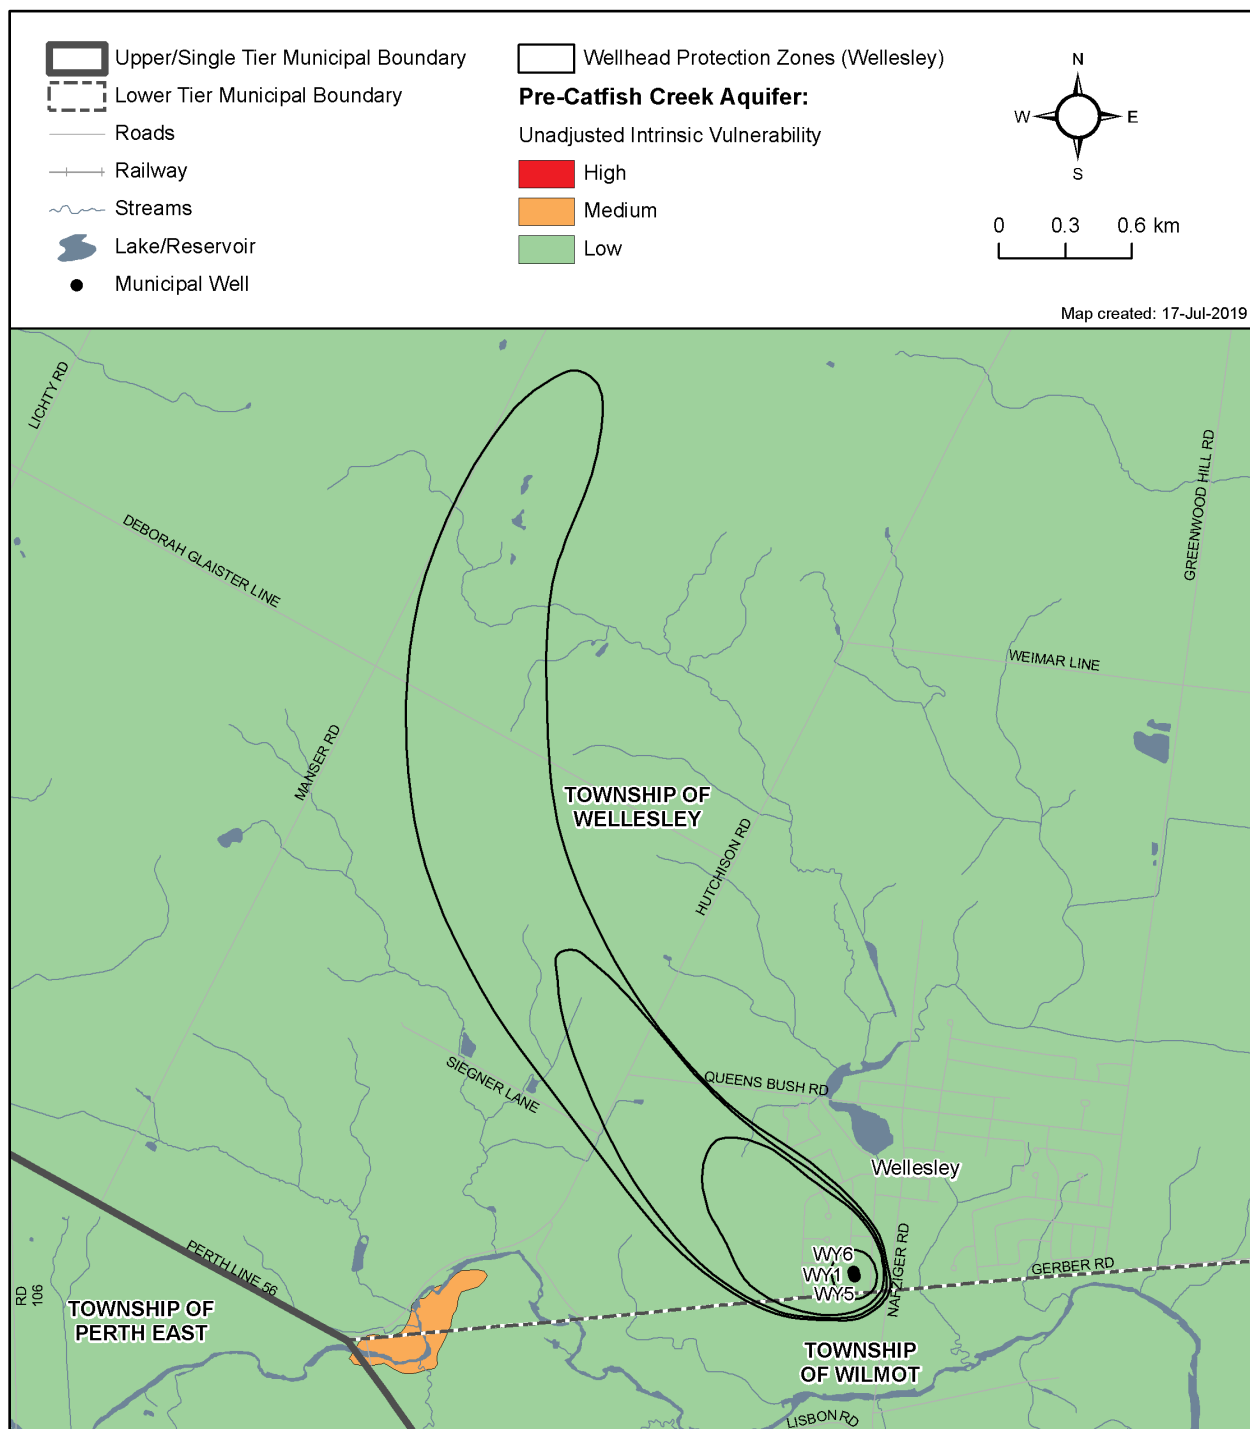 Upper/Single Tier Municipal Boundary
Lower Tier Municipal Boundary
Roads
Railway
Streams
Lake/Reservoir
Municipal Well
Wellhead Protection Zones (Wellesley)
Pre-Catfish Creek Aquifer:
Unadjusted Intrinsic Vulnerability
High
Medium
Low
N
W
E
S
0 0.3 0.6 km
Map created: 17-Jul-2019
LICHTY RD
DEBORAH GLAISTER LINE
GREENWOOD HILL RD
WEIMAR LINE
MANSER RD
TOWNSHIP OF
WELLESLEY
HUTCHISON RD
SIEGNER LANE
QUEENS BUSH RD
Wellesley
NAFZIGER RD
WY6
WY1
WY5
GERBER RD
PERTH LINE 56
RD
106
TOWNSHIP OF
PERTH EAST
TOWNSHIP
OF WILMOT
LISBON RD